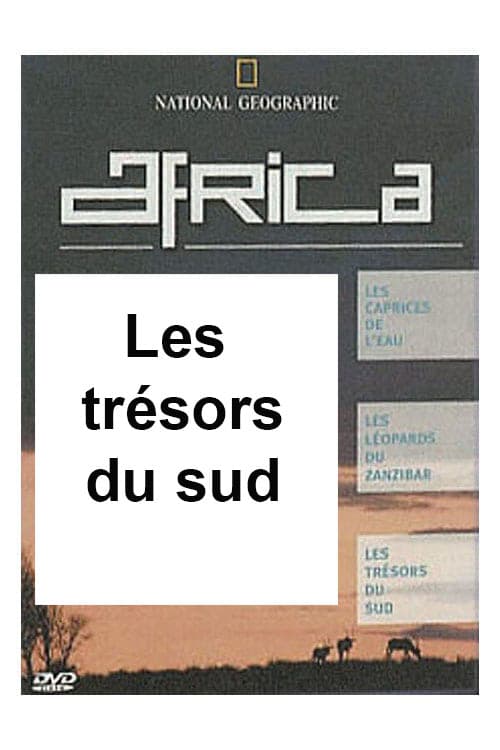 NATIONAL GEOGRAPHIC
aFRICa
Les
trésors
du sud
LES
CAPRICES
DE
L'EAU
LES
LÉOPARDS
DU
ZANZIBAR
LES
TRÉSORS
DU
SUD
DVD
VIDEO